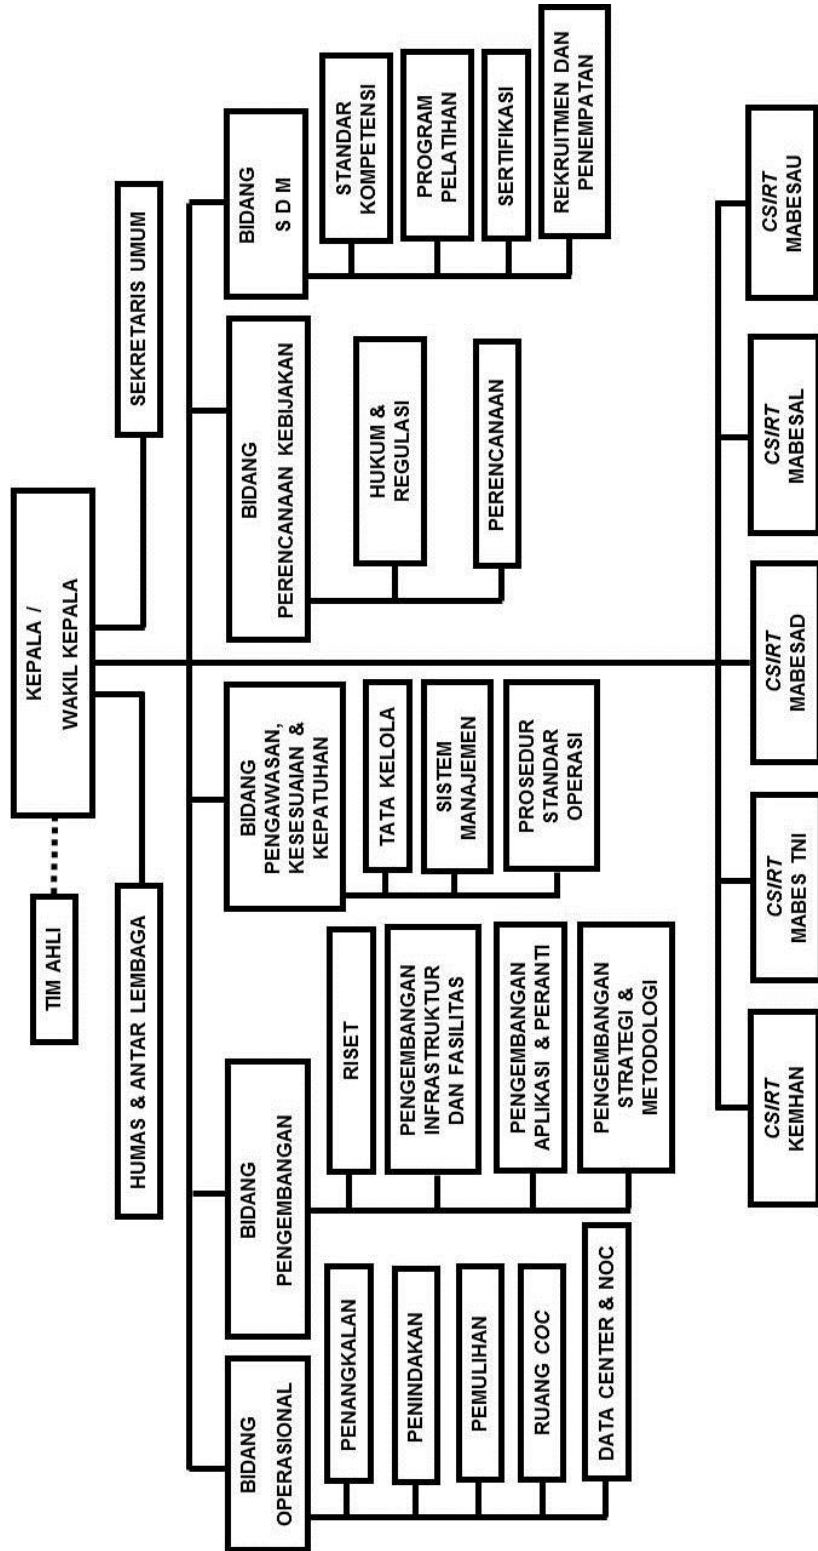 KEPALA /
WAKIL KEPALA
TIM AHLI
HUMAS & ANTAR LEMBAGA
SEKRETARIS UMUM
BIDANG
OPERASIONAL
PENANGKALAN
PENINDAKAN
PEMULIHAN
RUANG COC
DATA CENTER & NOC
BIDANG
PENGEMBANGAN
RISET
PENGEMBANGAN
INFRASTRUKTUR
DAN FASILITAS
PENGEMBANGAN
APLIKASI & PERANTI
PENGEMBANGAN
STRATEGI &
METODOLOGI
BIDANG
PENGAWASAN,
KESESUAIAN &
KEPATUHAN
TATA KELOLA
SISTEM
MANAJEMEN
PROSEDUR
STANDAR
OPERASI
BIDANG
PERENCANAAN KEBIJAKAN
HUKUM &
REGULASI
PERENCANAAN
BIDANG
S D M
STANDAR
KOMPETENSI
PROGRAM
PELATIHAN
SERTIFIKASI
REKRUITMEN DAN
PENEMPATAN
CSIRT
KEMHAN
CSIRT
MABES TNI
CSIRT
MABESAD
CSIRT
MABESAL
CSIRT
MABESAU